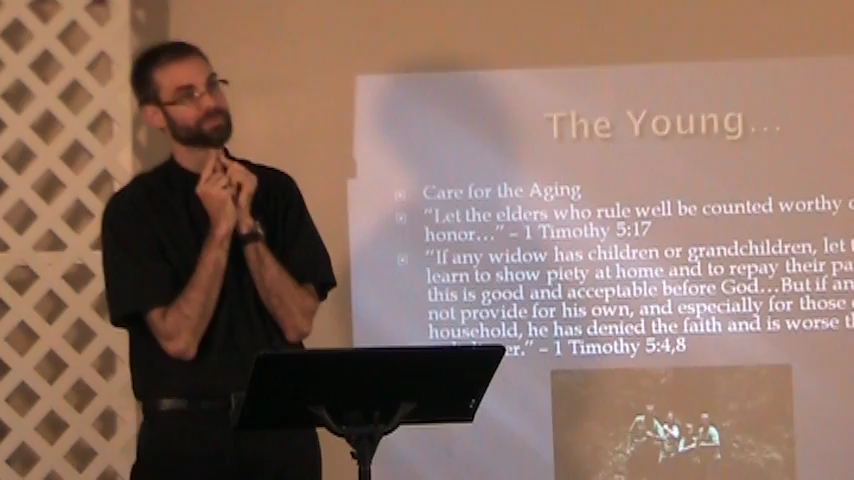 The Young...
Care for the Aging
"Let the elders who rule well be counted worthy
honor..." – 1 Timothy 5:17
"If any widow has children or grandchildren, let
learn to show piety at home and to repay their
this is good and acceptable before God...But if
not provide for his own, and especially for those
household, he has denied the faith and is worse
– 1 Timothy 5:4,8